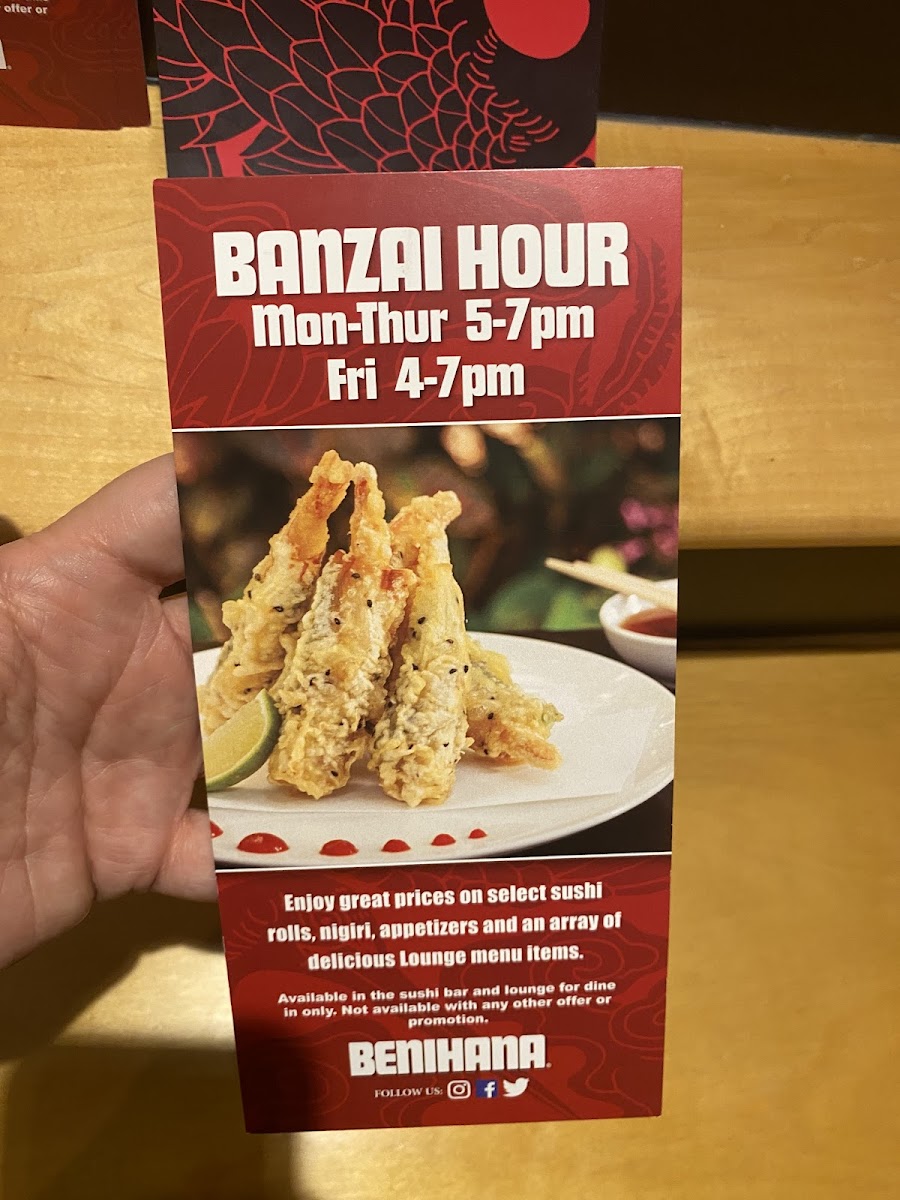 offer or
BANZAI HOUR
Mon-Thur 5-7pm
Fri 4-7pm
Enjoy great prices on select sushi
rolls, nigiri, appetizers and an array of
delicious Lounge menu items.
Available in the sushi bar and lounge for dine
in only. Not available with any other offer or
promotion.
BENIHANA®
FOLLOW US: